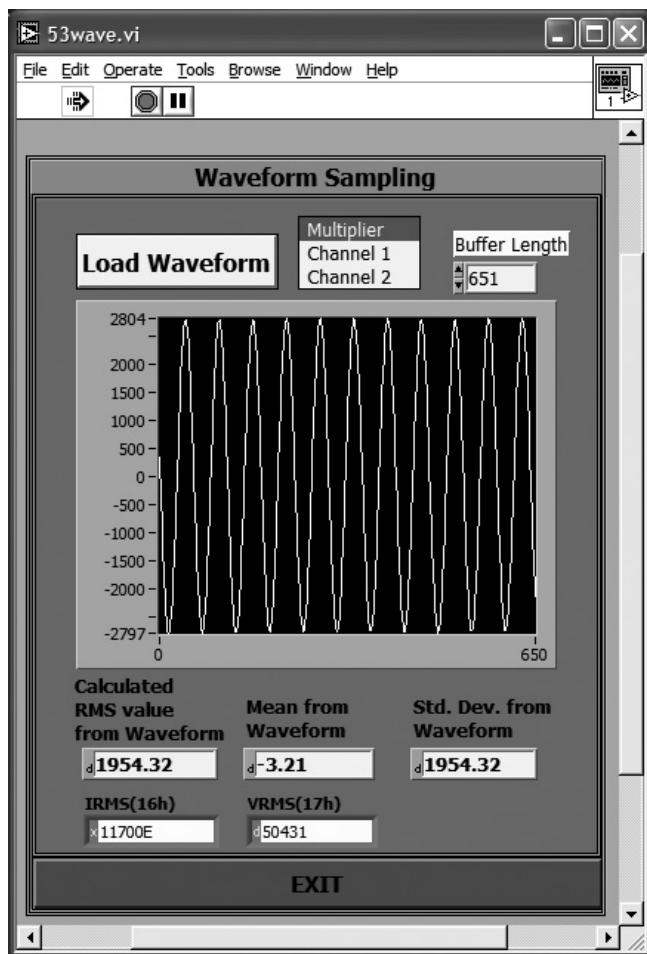 53wave.vi
File Edit Operate Tools Browse Window Help
1
Waveform Sampling
Load Waveform
Multiplier
Channel 1
Channel 2
Buffer Length
651
2804
2000
1500
1000
500
0
-500
-1000
-1500
-2000
-2797
0 650
Calculated
RMS value
from Waveform
d 1954.32
Mean from
Waveform
d -3.21
Std. Dev. from
Waveform
d 1954.32
IRMS(16h)
x 11700E
VRMS(17h)
d 50431
EXIT